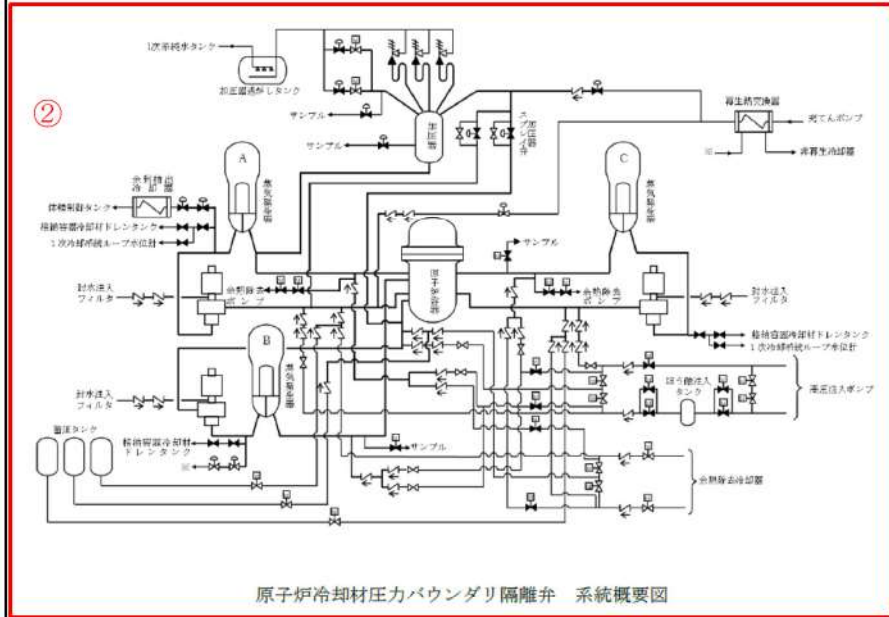 ②
1次系純水タンク
加圧器逃がしタンク
サンプル
サンプル
加圧器
加圧器
スプレイ弁
再生熱交換器
充てんポンプ
※
非再生冷却器
A
蒸気発生器
C
蒸気発生器
余剰抽出
冷却器
体積制御タンク
格納容器冷却材ドレンタンク
1次冷却系統ループ水位計
原子炉容器
サンプル
封水注入
フィルタ
余熱除去
ポンプ
余熱除去
ポンプ
封水注入
フィルタ
格納容器冷却材ドレンタンク
1次冷却系統ループ水位計
B
蒸気発生器
封水注入
フィルタ
ほう酸注入
タンク
高圧注入ポンプ
蓄圧タンク
格納容器冷却材
ドレンタンク
※
サンプル
余熱除去冷却器
原子炉冷却材圧力バウンダリ隔離弁 系統概要図